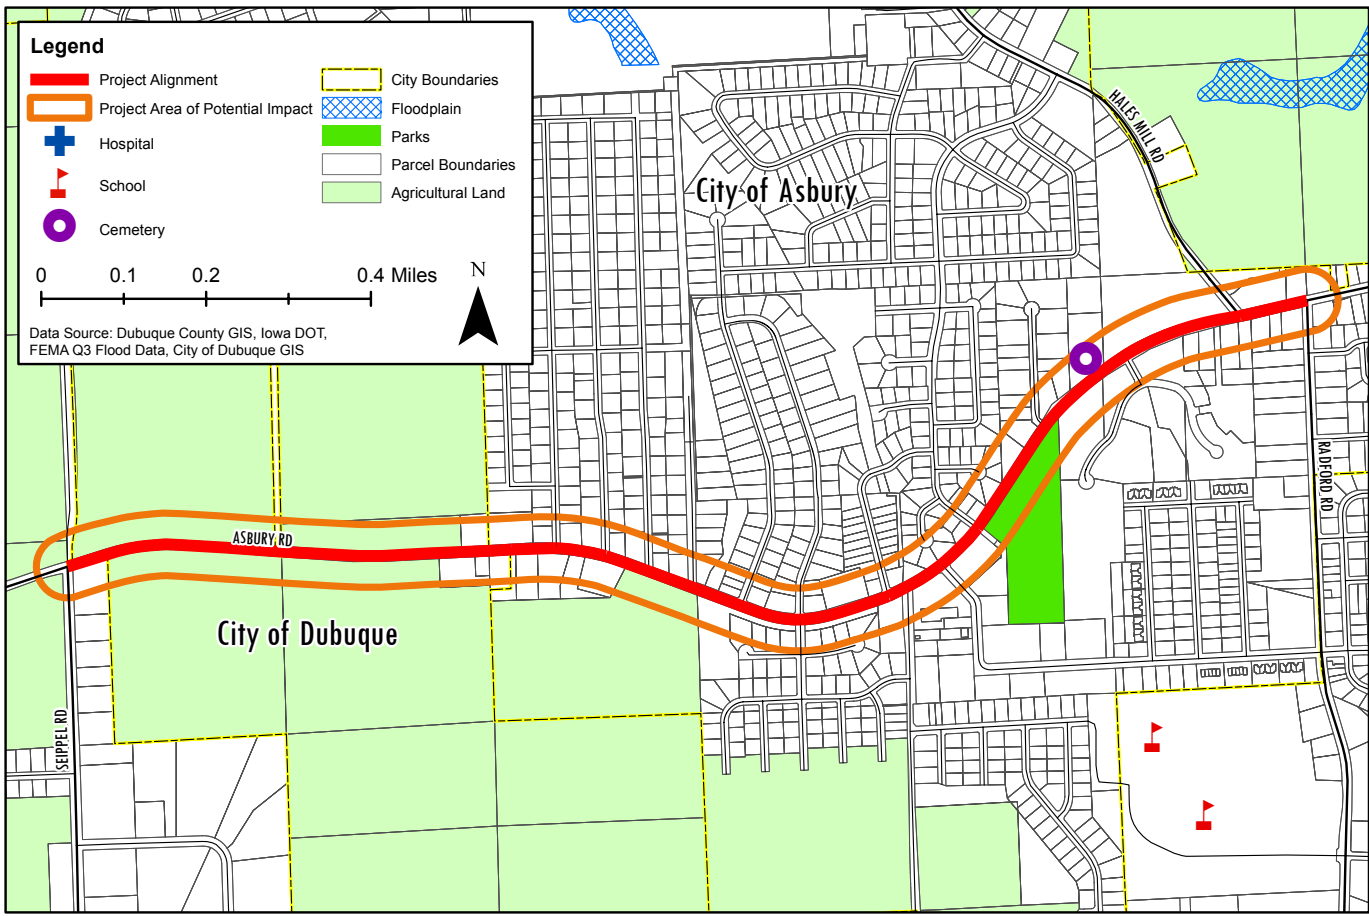 Legend
Project Alignment
Project Area of Potential Impact
Hospital
School
Cemetery
City Boundaries
Floodplain
Parks
Parcel Boundaries
Agricultural Land
0 0.1 0.2 0.4 Miles
N
Data Source: Dubuque County GIS, Iowa DOT,
FEMA Q3 Flood Data, City of Dubuque GIS
HALES MILL RD
City of Asbury
RADFORD RD
ASBURY RD
City of Dubuque
SEIPPEL RD